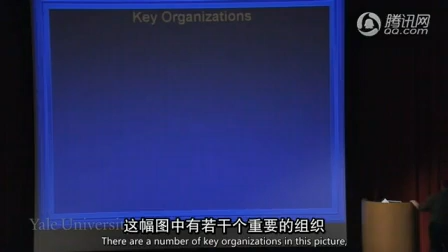 Key Organizations
腾讯网
QQ.com
Yale Universi
这幅图中有若干个重要的组织
There are a number of key organizations in this picture,